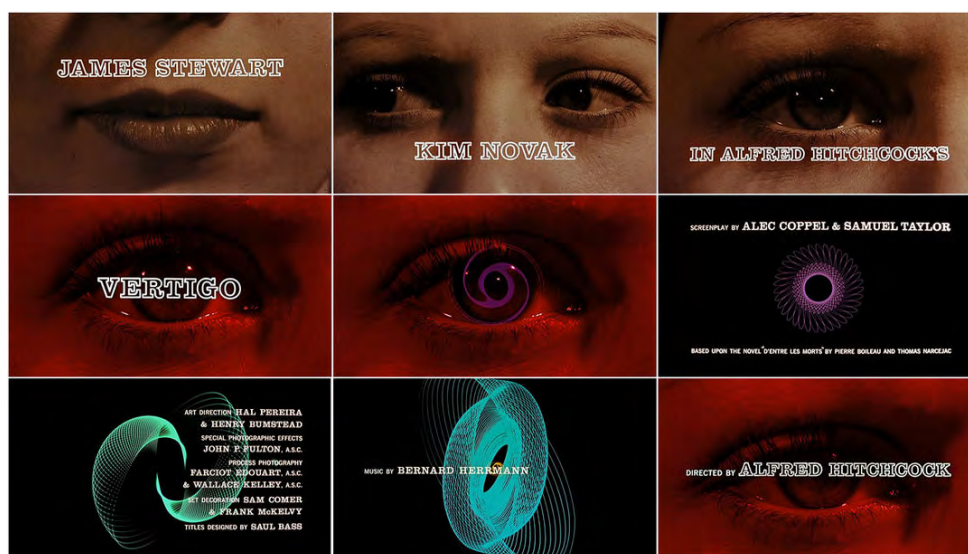 JAMES STEWART
KIM NOVAK
IN ALFRED HITCHCOCK'S
VERTIGO
SCREENPLAY BY ALEC COPPEL & SAMUEL TAYLOR
BASED UPON THE NOVEL "D'ENTRE LES MORTS" BY PIERRE BOILEAU AND THOMAS NARCEJAC
ART DIRECTION HAL PEREIRA
& HENRY BUMSTEAD
SPECIAL PHOTOGRAPHIC EFFECTS
JOHN P. FULTON, A.S.C.
PROCESS PHOTOGRAPHY
FARCIOT EDOUART, A.S.C.
& WALLACE KELLEY, A.S.C.
SET DECORATION SAM COMER
& FRANK McKELVY
TITLES DESIGNED BY SAUL BASS
MUSIC BY BERNARD HERRMANN
DIRECTED BY ALFRED HITCHCOCK